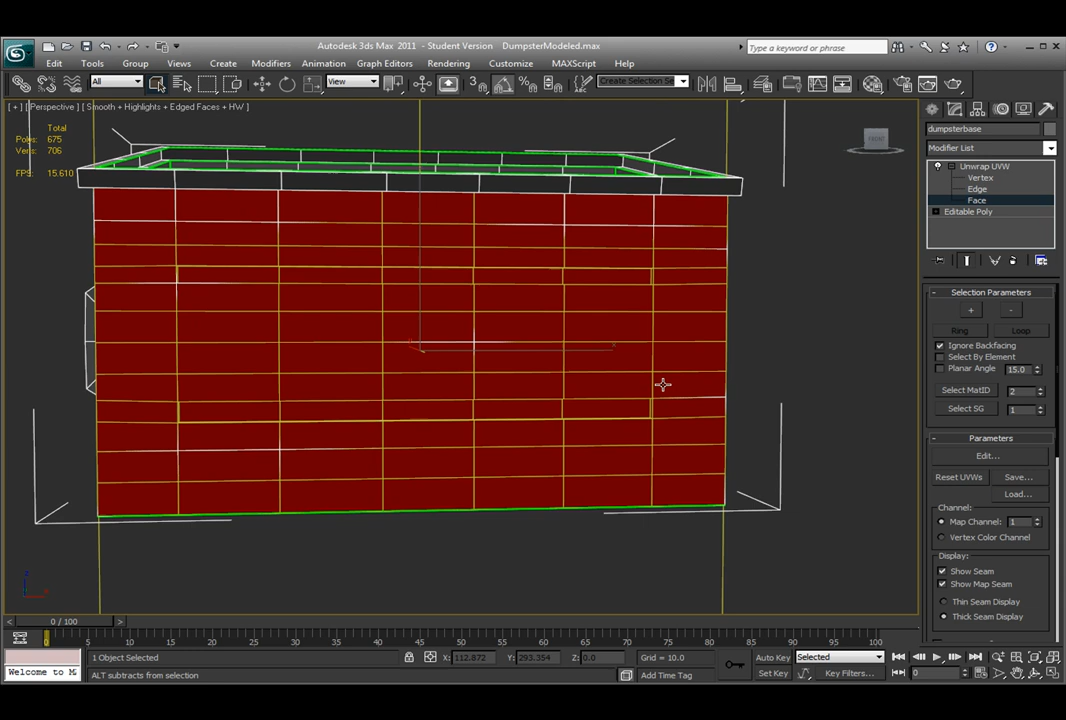 Autodesk 3ds Max 2011 - Student Version DumpsterModeled.max
Type a keyword or phrase
Edit Tools Group Views Create Modifiers Animation Graph Editors Rendering Customize MAXScript Help
All View Create Selection Se
[ + ] [ Perspective ] [ Smooth + Highlights + Edged Faces + HW ]
Total
Polys: 675
Verts: 706
FPS: 15.610
FRONT
dumpsterbase
Modifier List
Unwrap UVW
Vertex
Edge
Face
Editable Poly
Selection Parameters
+ -
Ring Loop
Ignore Backfacing
Select By Element
Planar Angle 15.0
Select MatID 2
Select SG 1
Parameters
Edit...
Reset UVWs Save...
Load...
Channel:
Map Channel: 1
Vertex Color Channel
Display:
Show Seam
Show Map Seam
Thin Seam Display
Thick Seam Display
0 / 100
0 5 10 15 20 25 30 35 40 45 50 55 60 65 70 75 80 85 90 95 100
1 Object Selected X: 112.872 Y: 293.354 Z: 0.0 Grid = 10.0 Auto Key Selected
Welcome to M ALT subtracts from selection Add Time Tag Set Key Key Filters... 0